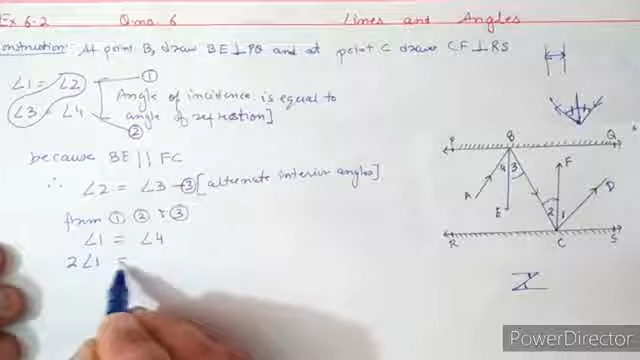 Ex 6.2 Qns. 6 Lines and Angles
onstruction: At point B, draw BE⊥PQ and at point C draw CF⊥RS
∠1 = ∠2 ①
∠3 = ∠4 ②
Angle of incidence is equal to
angle of reflection]
because BE || FC
∴ ∠2 = ∠3 -③ [alternate interior angles]
from ① ② & ③
∠1 = ∠4
2∠1 =
P B Q
4 3 F
A D
E 2 1
R C S
Z
PowerDirector